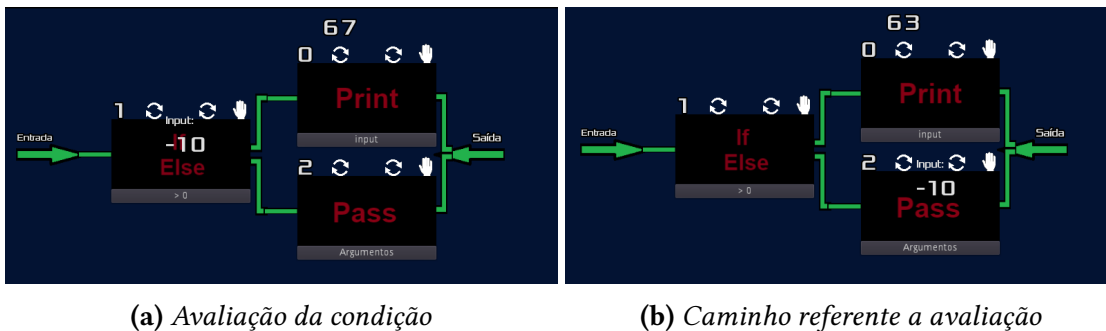 67
0
Print
input
1
Input:
-10
If
Else
> 0
Entrada
Saída
2
Pass
Argumentos
63
0
Print
input
1
If
Else
> 0
Entrada
Saída
2
Input:
-10
Pass
Argumentos
(a) Avaliação da condição
(b) Caminho referente a avaliação